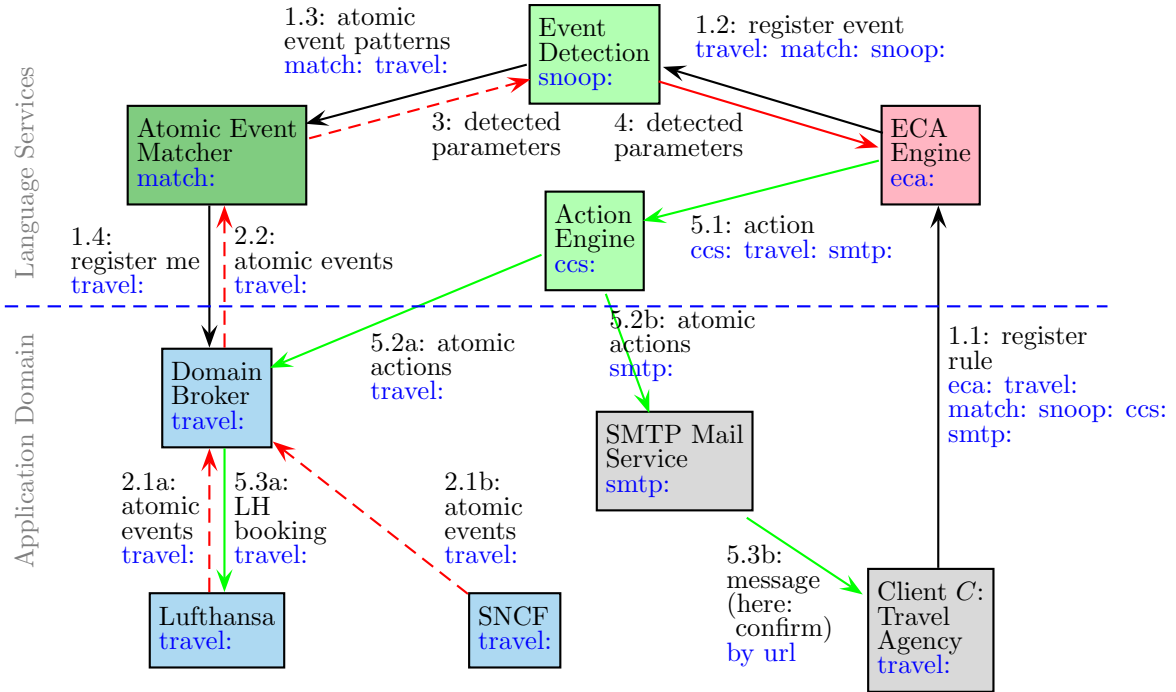 Language Services
Application Domain
1.3: atomic
event patterns
match: travel:
Event
Detection
snoop:
1.2: register event
travel: match: snoop:
Atomic Event
Matcher
match:
3: detected
parameters
4: detected
parameters
ECA
Engine
eca:
1.4:
register me
travel:
2.2:
atomic events
travel:
Action
Engine
ccs:
5.1: action
ccs: travel: smtp:
Domain
Broker
travel:
5.2a: atomic
actions
travel:
5.2b: atomic
actions
smtp:
1.1: register
rule
eca: travel:
match: snoop: ccs:
smtp:
SMTP Mail
Service
smtp:
2.1a:
atomic
events
travel:
5.3a:
LH
booking
travel:
2.1b:
atomic
events
travel:
5.3b:
message
(here:
confirm)
by url
Lufthansa
travel:
SNCF
travel:
Client C:
Travel
Agency
travel: